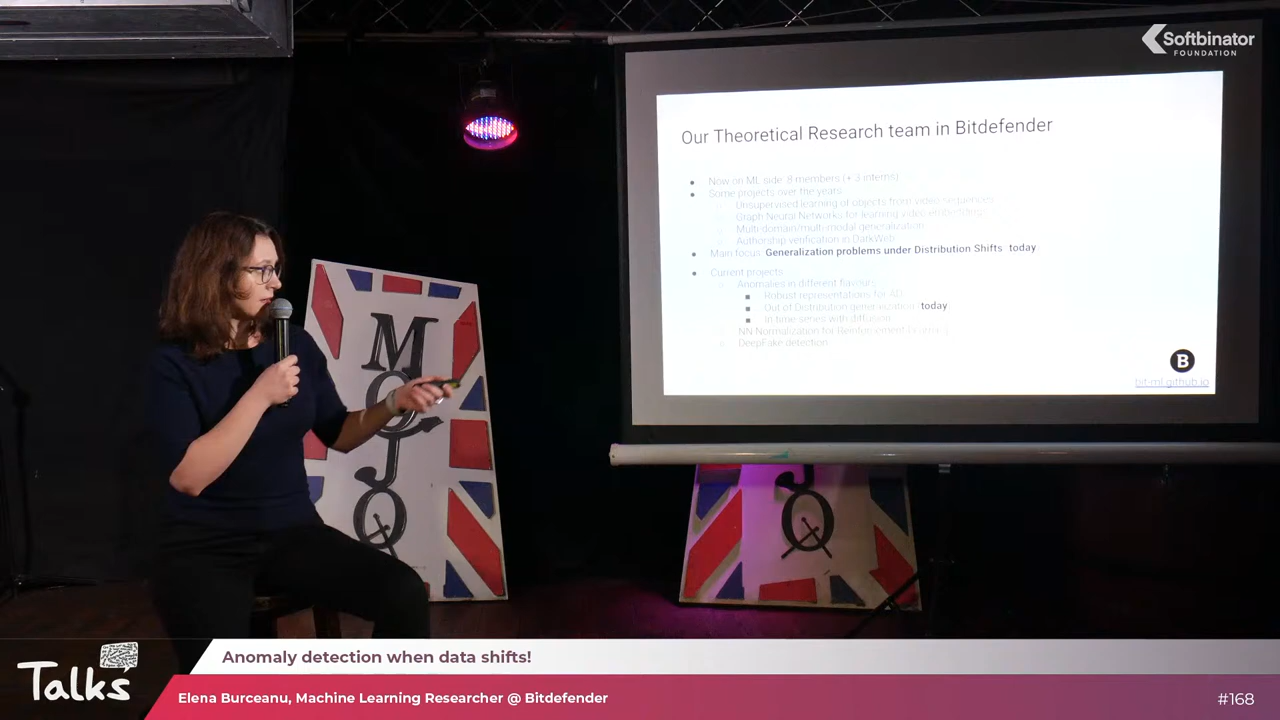 Softbinator
FOUNDATION
Our Theoretical Research team in Bitdefender
Now on ML side: 8 members (+ 3 interns)
Some projects over the years:
Unsupervised learning of objects from video sequences
Graph Neural Networks for learning video embeddings
Multi-domain/multi-modal generalization
Authorship verification in DarkWeb
Main focus: Generalization problems under Distribution Shifts today
Current projects
Anomalies in different flavours
Robust representations for AD
Out of Distribution generalization today
In time series with diffusion
NN Normalization for Reinforcement Learning
DeepFake detection
B
bit-ml.github.io
MOJO
JO
Talks
Anomaly detection when data shifts!
Elena Burceanu, Machine Learning Researcher @ Bitdefender
#168